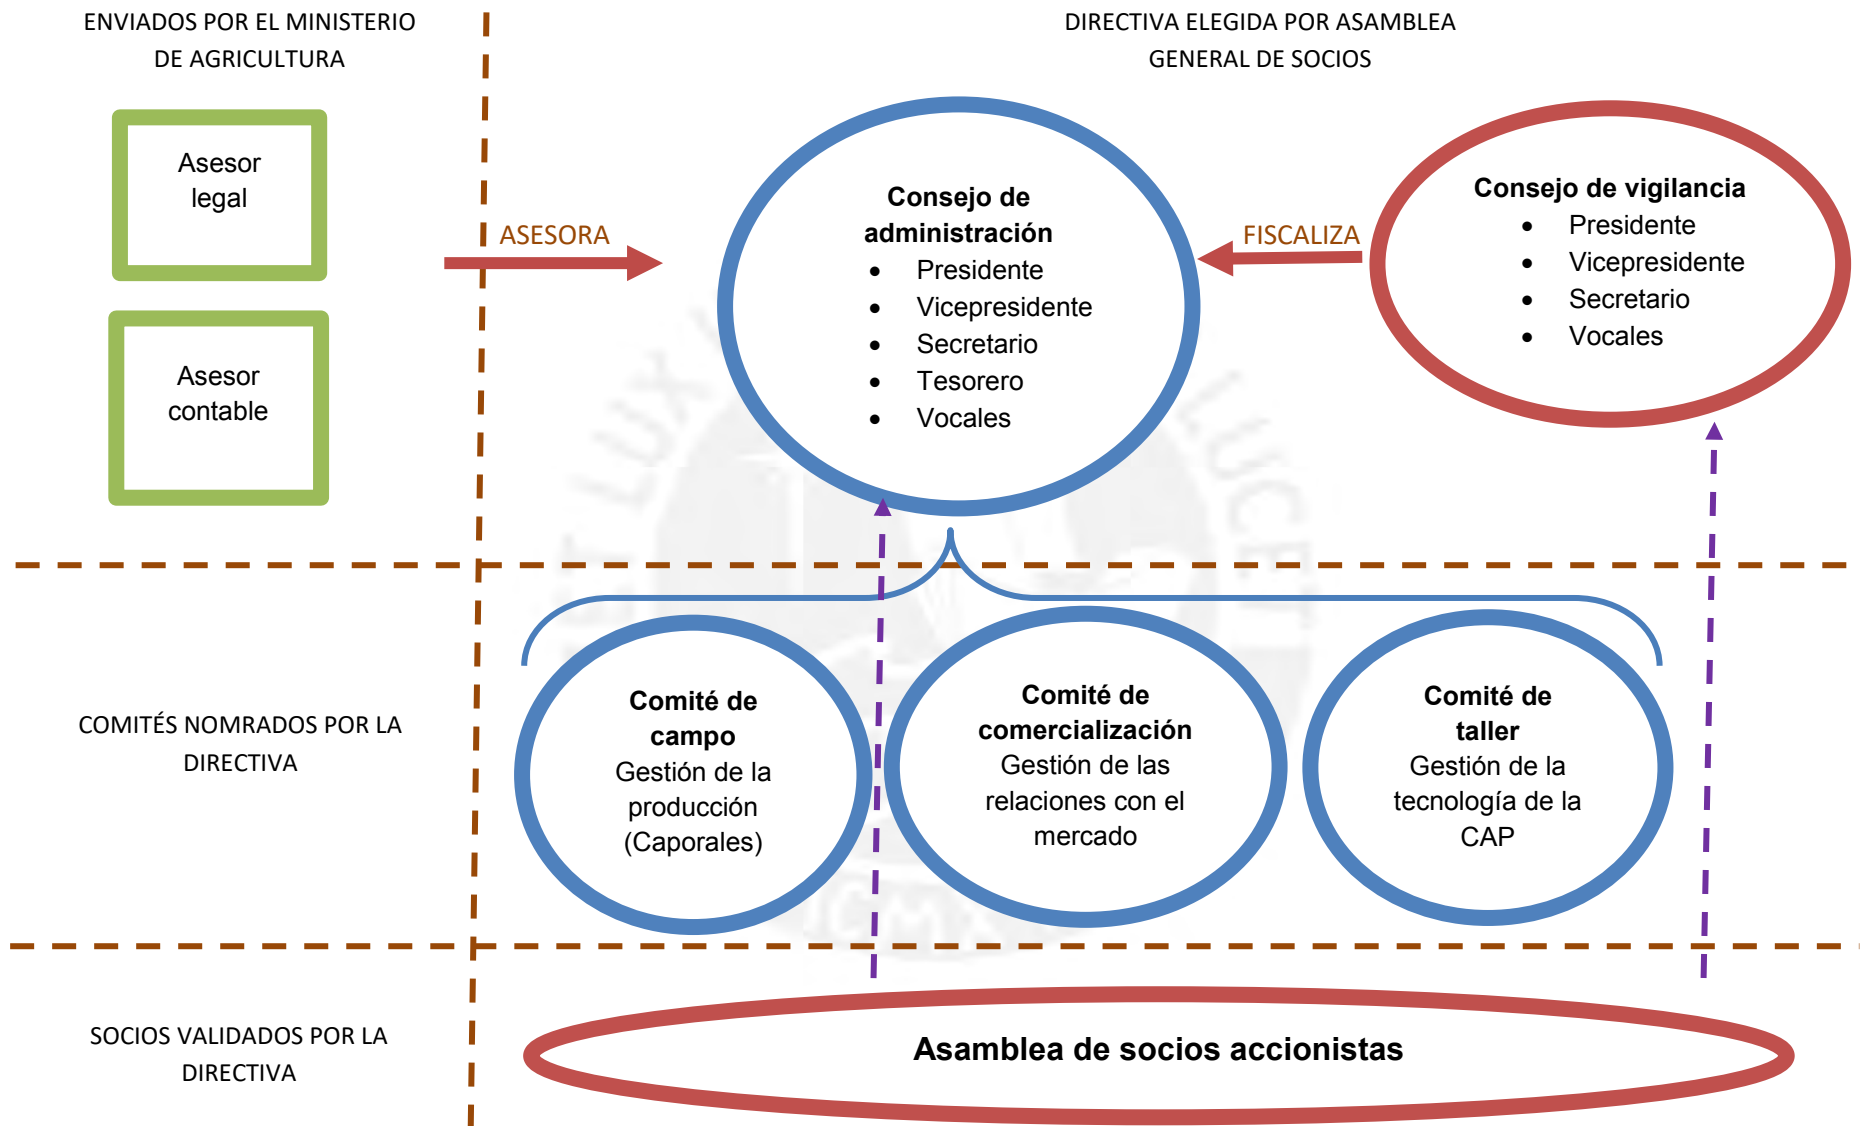 ENVIADOS POR EL MINISTERIO
DE AGRICULTURA
DIRECTIVA ELEGIDA POR ASAMBLEA
GENERAL DE SOCIOS
Asesor
legal
Asesor
contable
ASESORA
Consejo de
administración
• Presidente
• Vicepresidente
• Secretario
• Tesorero
• Vocales
FISCALIZA
Consejo de vigilancia
• Presidente
• Vicepresidente
• Secretario
• Vocales
COMITÉS NOMRADOS POR LA
DIRECTIVA
Comité de
campo
Gestión de la
producción
(Caporales)
Comité de
comercialización
Gestión de las
relaciones con el
mercado
Comité de
taller
Gestión de la
tecnología de la
CAP
SOCIOS VALIDADOS POR LA
DIRECTIVA
Asamblea de socios accionistas
ET LUX
LUCET